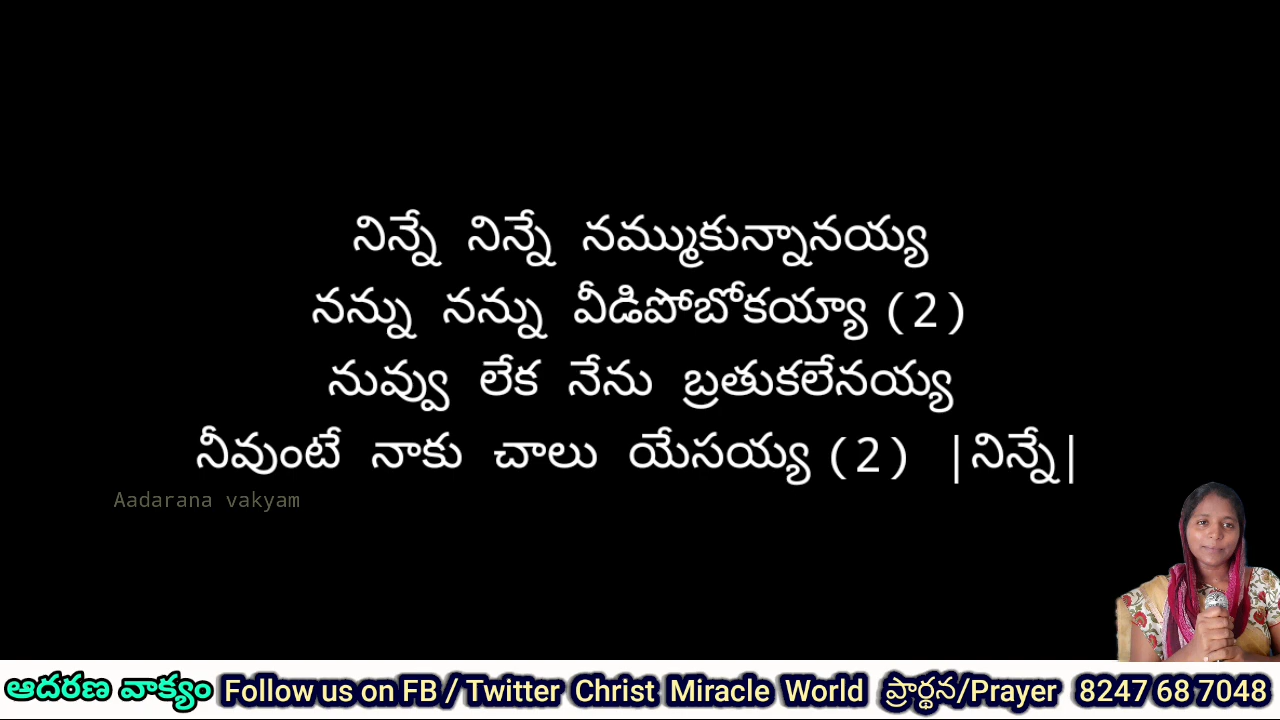 నిన్నే నిన్నే నమ్ముకున్నానయ్య
నన్ను నన్ను వీడిపోబోకయ్యా (2)
నువ్వు లేక నేను బ్రతుకలేనయ్య
నీవుంటే నాకు చాలు యేసయ్య (2) |నిన్నే|
Aadarana vakyam
ఆదరణ వాక్యం Follow us on FB / Twitter Christ Miracle World ప్రార్థన/Prayer 8247 68 7048